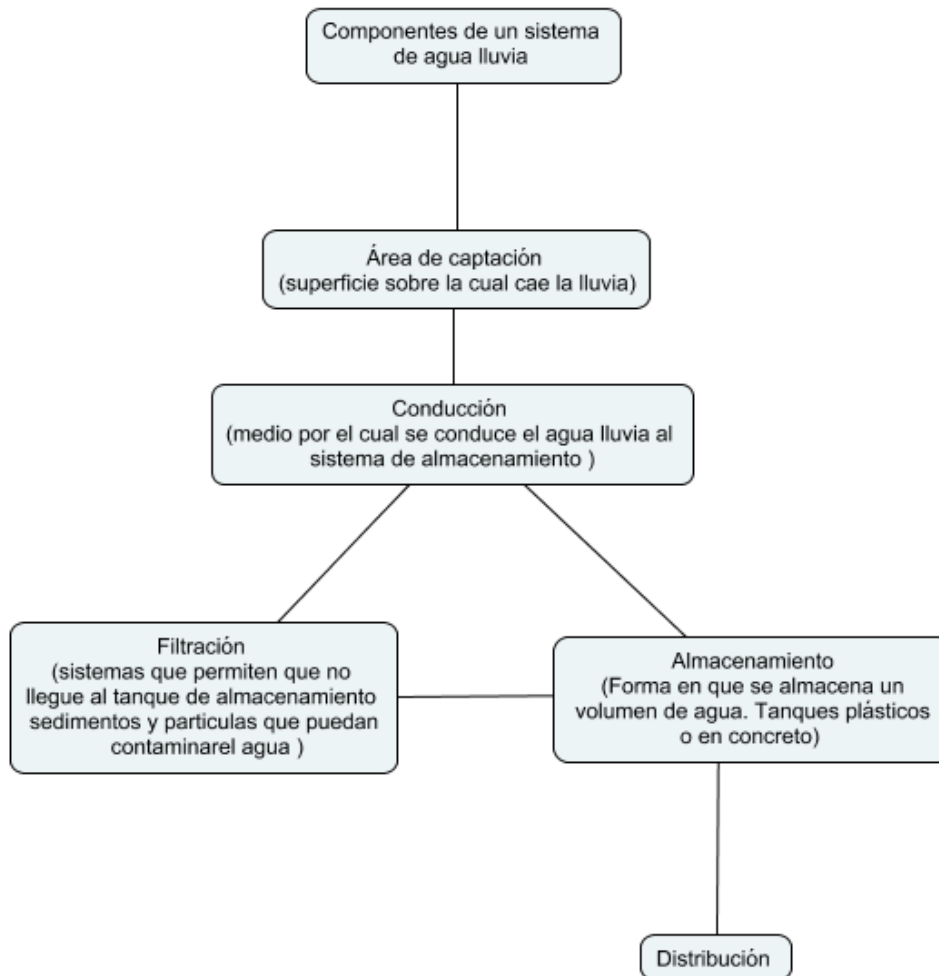 Componentes de un sistema
de agua lluvia
Área de captación
(superficie sobre la cual cae la lluvia)
Conducción
(medio por el cual se conduce el agua lluvia al
sistema de almacenamiento )
Filtración
(sistemas que permiten que no
llegue al tanque de almacenamiento
sedimentos y particulas que puedan
contaminarel agua )
Almacenamiento
(Forma en que se almacena un
volumen de agua. Tanques plásticos
o en concreto)
Distribución